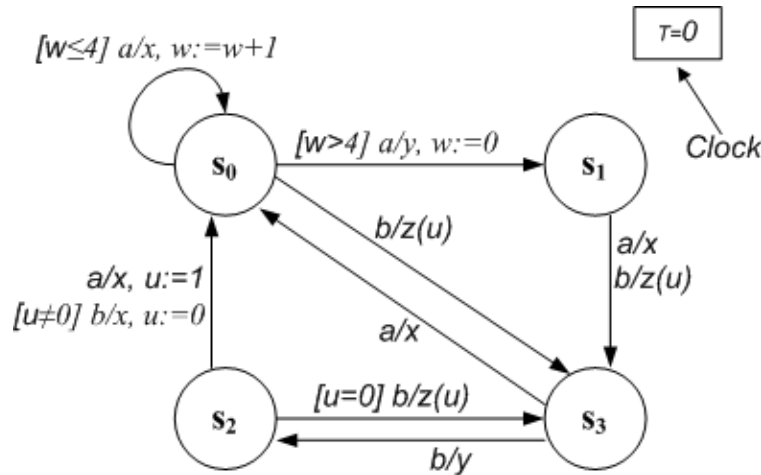 [w≤4] a/x, w:=w+1
τ=0
Clock
s0
[w>4] a/y, w:=0
s1
b/z(u)
a/x
b/z(u)
a/x, u:=1
[u≠0] b/x, u:=0
a/x
s2
[u=0] b/z(u)
s3
b/y